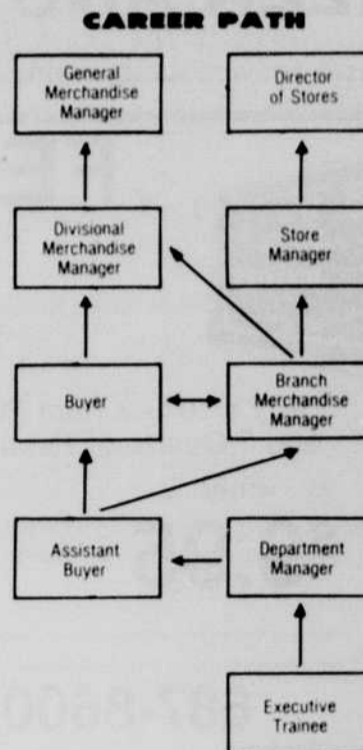 CAREER PATH
General
Merchandise
Manager
Director
of Stores
Divisional
Merchandise
Manager
Store
Manager
Buyer
Branch
Merchandise
Manager
Assistant
Buyer
Department
Manager
Executive
Trainee